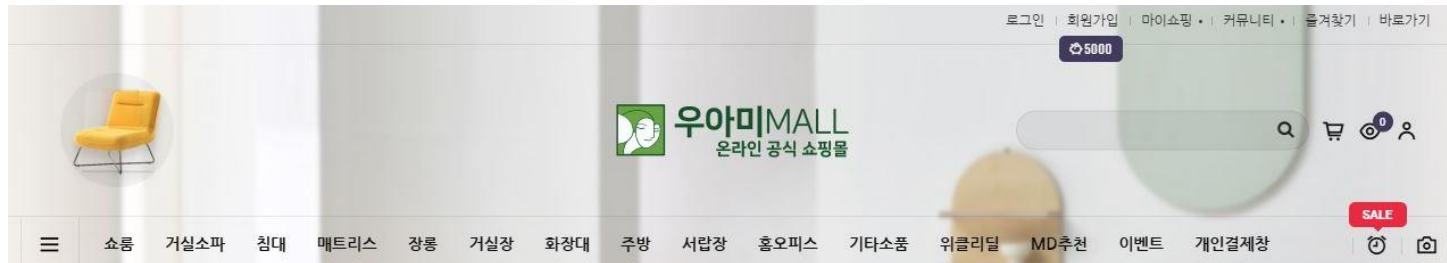 로그인 회원가입 마이쇼핑 커뮤니티 즐겨찾기 바로가기
5000
우아미MALL
온라인 공식 쇼핑몰
0
SALE
쇼룸 거실소파 침대 매트리스 장롱 거실장 화장대 주방 서랍장 홈오피스 기타소품 위클리딜 MD추천 이벤트 개인결제창